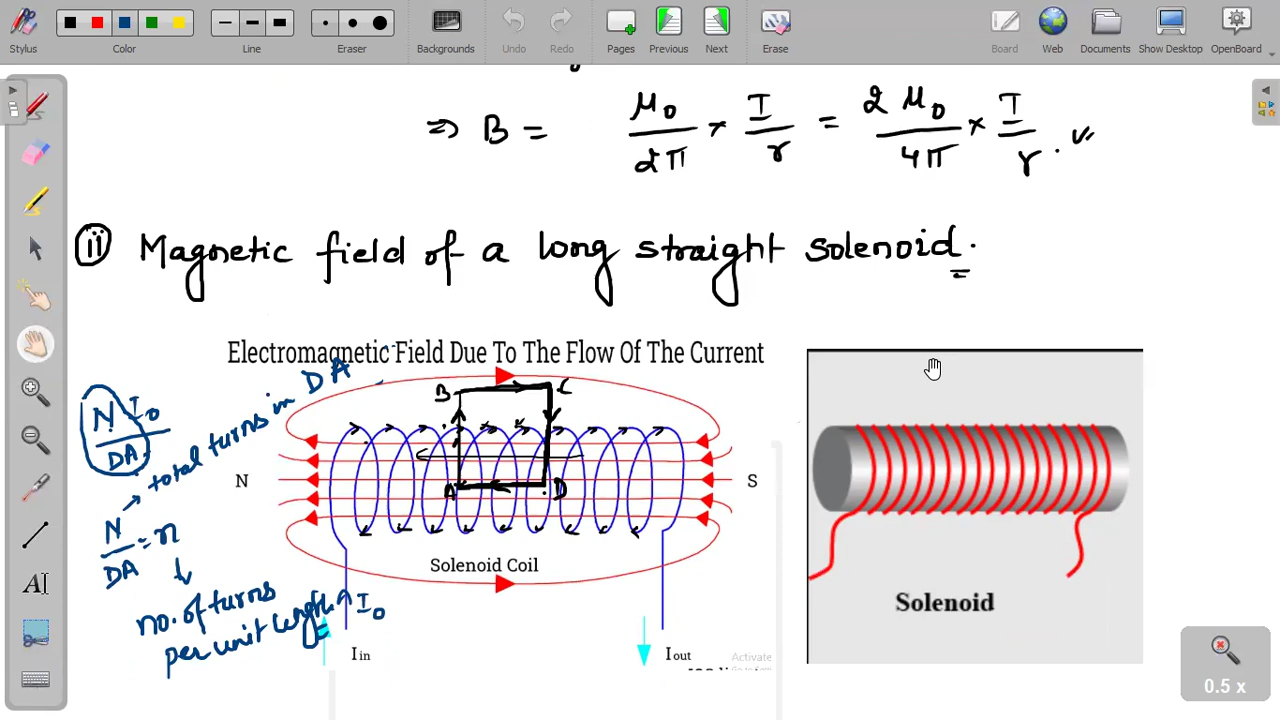 Stylus
Color
Line
Eraser
Backgrounds
Undo
Redo
Pages
Previous
Next
Erase
Board
Web
Documents
Show Desktop
OpenBoard
⇒ B = μ0/2π × I/r = 2μ0/4π × I/r . ✓
(ii) Magnetic field of a long straight solenoid.
Electromagnetic Field Due To The Flow Of The Current
N I0
DA
N → total turns in DA
N/DA = n
↓
no. of turns
per unit length
I0
B
C
A
D
N
S
Solenoid Coil
Iin
Iout
Activate
Solenoid
0.5 x